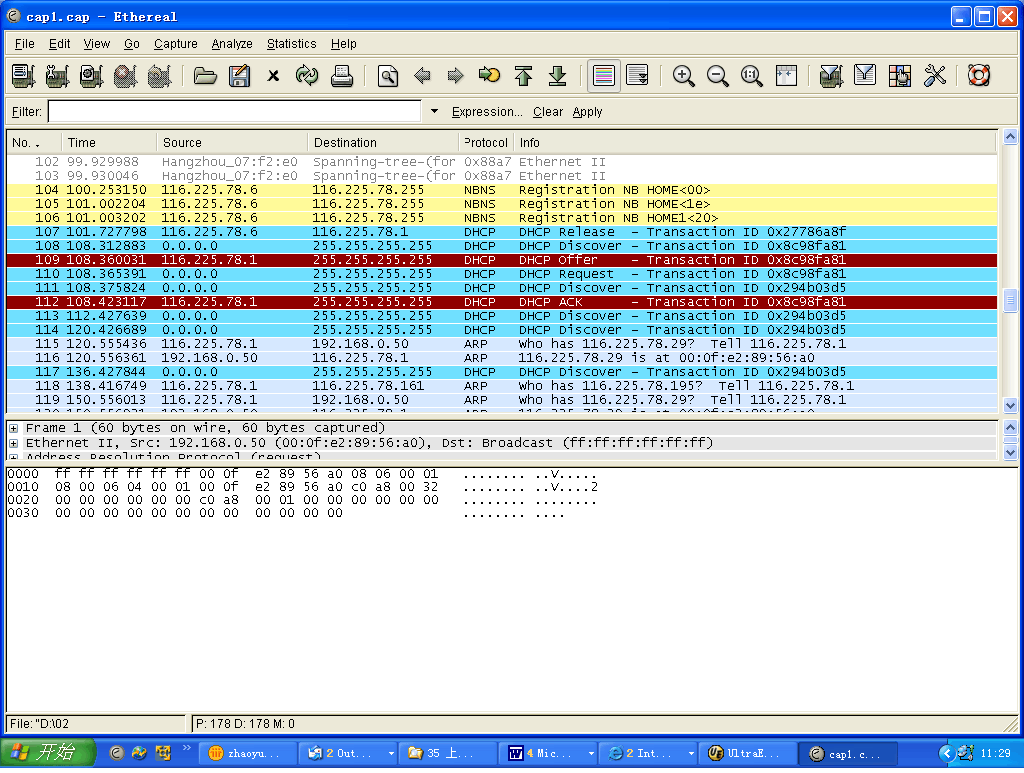 cap1.cap - Ethereal
File Edit View Go Capture Analyze Statistics Help
Filter: Expression... Clear Apply
No. . Time Source Destination Protocol Info
102 99.929988 Hangzhou_07:f2:e0 Spanning-tree-(for 0x88a7 Ethernet II
103 99.930046 Hangzhou_07:f2:e0 Spanning-tree-(for 0x88a7 Ethernet II
104 100.253150 116.225.78.6 116.225.78.255 NBNS Registration NB HOME<00>
105 101.002204 116.225.78.6 116.225.78.255 NBNS Registration NB HOME<1e>
106 101.003202 116.225.78.6 116.225.78.255 NBNS Registration NB HOME1<20>
107 101.727798 116.225.78.6 116.225.78.1 DHCP DHCP Release - Transaction ID 0x27786a8f
108 108.312883 0.0.0.0 255.255.255.255 DHCP DHCP Discover - Transaction ID 0x8c98fa81
109 108.360031 116.225.78.1 255.255.255.255 DHCP DHCP Offer - Transaction ID 0x8c98fa81
110 108.365391 0.0.0.0 255.255.255.255 DHCP DHCP Request - Transaction ID 0x8c98fa81
111 108.375824 0.0.0.0 255.255.255.255 DHCP DHCP Discover - Transaction ID 0x294b03d5
112 108.423117 116.225.78.1 255.255.255.255 DHCP DHCP ACK - Transaction ID 0x8c98fa81
113 112.427639 0.0.0.0 255.255.255.255 DHCP DHCP Discover - Transaction ID 0x294b03d5
114 120.426689 0.0.0.0 255.255.255.255 DHCP DHCP Discover - Transaction ID 0x294b03d5
115 120.555436 116.225.78.1 192.168.0.50 ARP Who has 116.225.78.29? Tell 116.225.78.1
116 120.556361 192.168.0.50 116.225.78.1 ARP 116.225.78.29 is at 00:0f:e2:89:56:a0
117 136.427844 0.0.0.0 255.255.255.255 DHCP DHCP Discover - Transaction ID 0x294b03d5
118 138.416749 116.225.78.1 116.225.78.161 ARP Who has 116.225.78.195? Tell 116.225.78.1
119 150.556013 116.225.78.1 192.168.0.50 ARP Who has 116.225.78.29? Tell 116.225.78.1
120 150.556931 192.168.0.50 116.225.78.1 ARP 116.225.78.29 is at 00:0f:e2:89:56:a0
Frame 1 (60 bytes on wire, 60 bytes captured)
Ethernet II, Src: 192.168.0.50 (00:0f:e2:89:56:a0), Dst: Broadcast (ff:ff:ff:ff:ff:ff)
Address Resolution Protocol (request)
0000 ff ff ff ff ff ff 00 0f e2 89 56 a0 08 06 00 01 ........ ..V.....
0010 08 00 06 04 00 01 00 0f e2 89 56 a0 c0 a8 00 32 ........ ..V....2
0020 00 00 00 00 00 00 c0 a8 00 01 00 00 00 00 00 00 ........ ........
0030 00 00 00 00 00 00 00 00 00 00 00 00 ........ ....
File: "D:\02 P: 178 D: 178 M: 0
开始 » zhaoyu... 2 Out... 35 上... 4 Mic... 2 Int... UltraE... cap1.c... 11:29